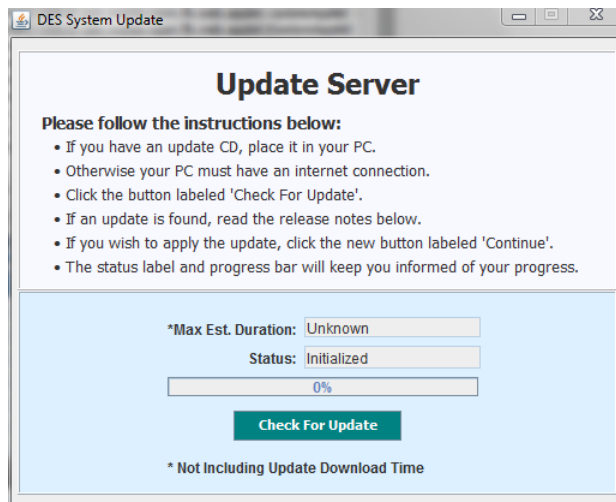 DES System Update
Update Server
Please follow the instructions below:
• If you have an update CD, place it in your PC.
• Otherwise your PC must have an internet connection.
• Click the button labeled 'Check For Update'.
• If an update is found, read the release notes below.
• If you wish to apply the update, click the new button labeled 'Continue'.
• The status label and progress bar will keep you informed of your progress.
*Max Est. Duration: Unknown
Status: Initialized
0%
Check For Update
* Not Including Update Download Time